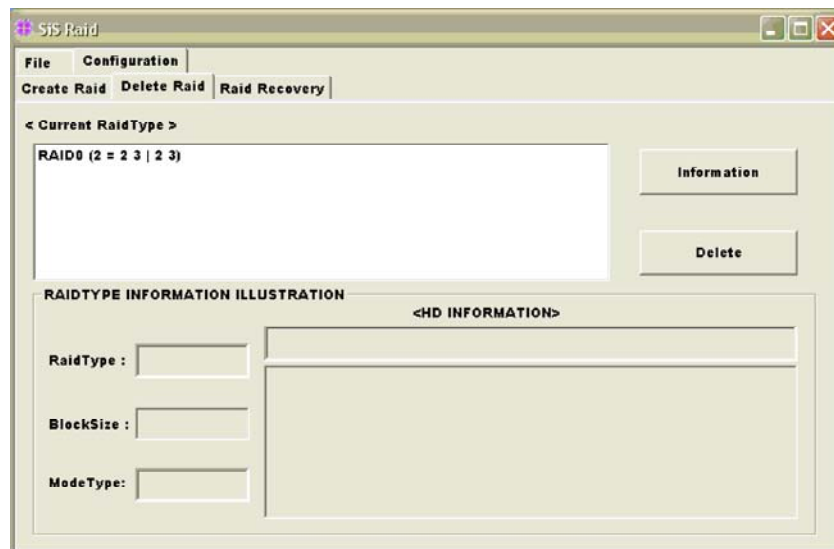 SiS Raid
File Configuration
Create Raid Delete Raid Raid Recovery
< Current RaidType >
RAID0 (2 = 2 3 | 2 3)
Information
Delete
RAIDTYPE INFORMATION ILLUSTRATION
<HD INFORMATION>
RaidType :
BlockSize :
ModeType: